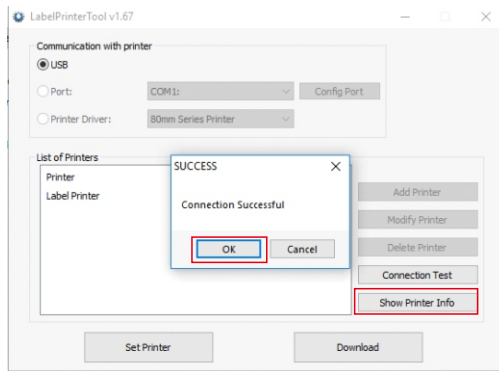 LabelPrinterTool v1.67
Communication with printer
USB
Port:
COM1:
Config Port
Printer Driver:
80mm Series Printer
List of Printers
Printer
Label Printer
SUCCESS
Connection Successful
OK
Cancel
Add Printer
Modify Printer
Delete Printer
Connection Test
Show Printer Info
Set Printer
Download